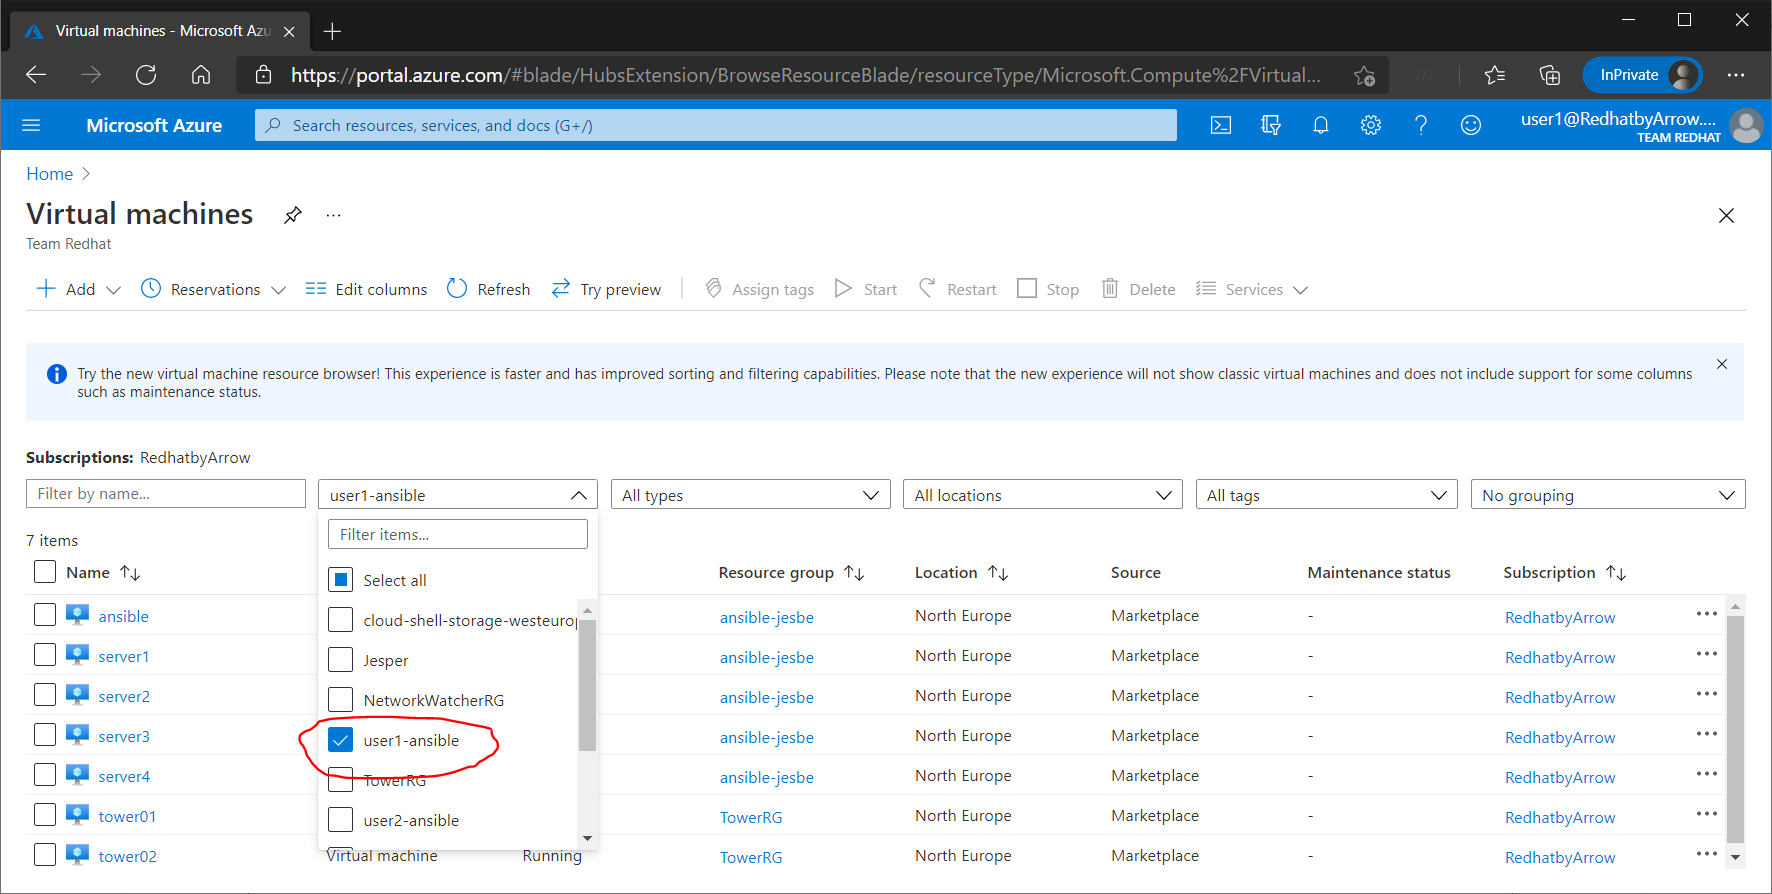 Virtual machines - Microsoft Azu
https://portal.azure.com/#blade/HubsExtension/BrowseResourceBlade/resourceType/Microsoft.Compute%2FVirtual...
InPrivate
Microsoft Azure
Search resources, services, and docs (G+/)
user1@RedhatbyArrow....
TEAM REDHAT
Home
Virtual machines
Team Redhat
Add Reservations Edit columns Refresh Try preview Assign tags Start Restart Stop Delete Services
Try the new virtual machine resource browser! This experience is faster and has improved sorting and filtering capabilities. Please note that the new experience will not show classic virtual machines and does not include support for some columns
such as maintenance status.
Subscriptions: RedhatbyArrow
Filter by name... user1-ansible All types All locations All tags No grouping
Filter items...
Select all
cloud-shell-storage-westeurop
Jesper
NetworkWatcherRG
user1-ansible
TowerRG
user2-ansible
7 items
Name Resource group Location Source Maintenance status Subscription
ansible ansible-jesbe North Europe Marketplace - RedhatbyArrow
server1 ansible-jesbe North Europe Marketplace - RedhatbyArrow
server2 ansible-jesbe North Europe Marketplace - RedhatbyArrow
server3 ansible-jesbe North Europe Marketplace - RedhatbyArrow
server4 ansible-jesbe North Europe Marketplace - RedhatbyArrow
tower01 TowerRG North Europe Marketplace - RedhatbyArrow
tower02 Virtual machine Running TowerRG North Europe Marketplace - RedhatbyArrow